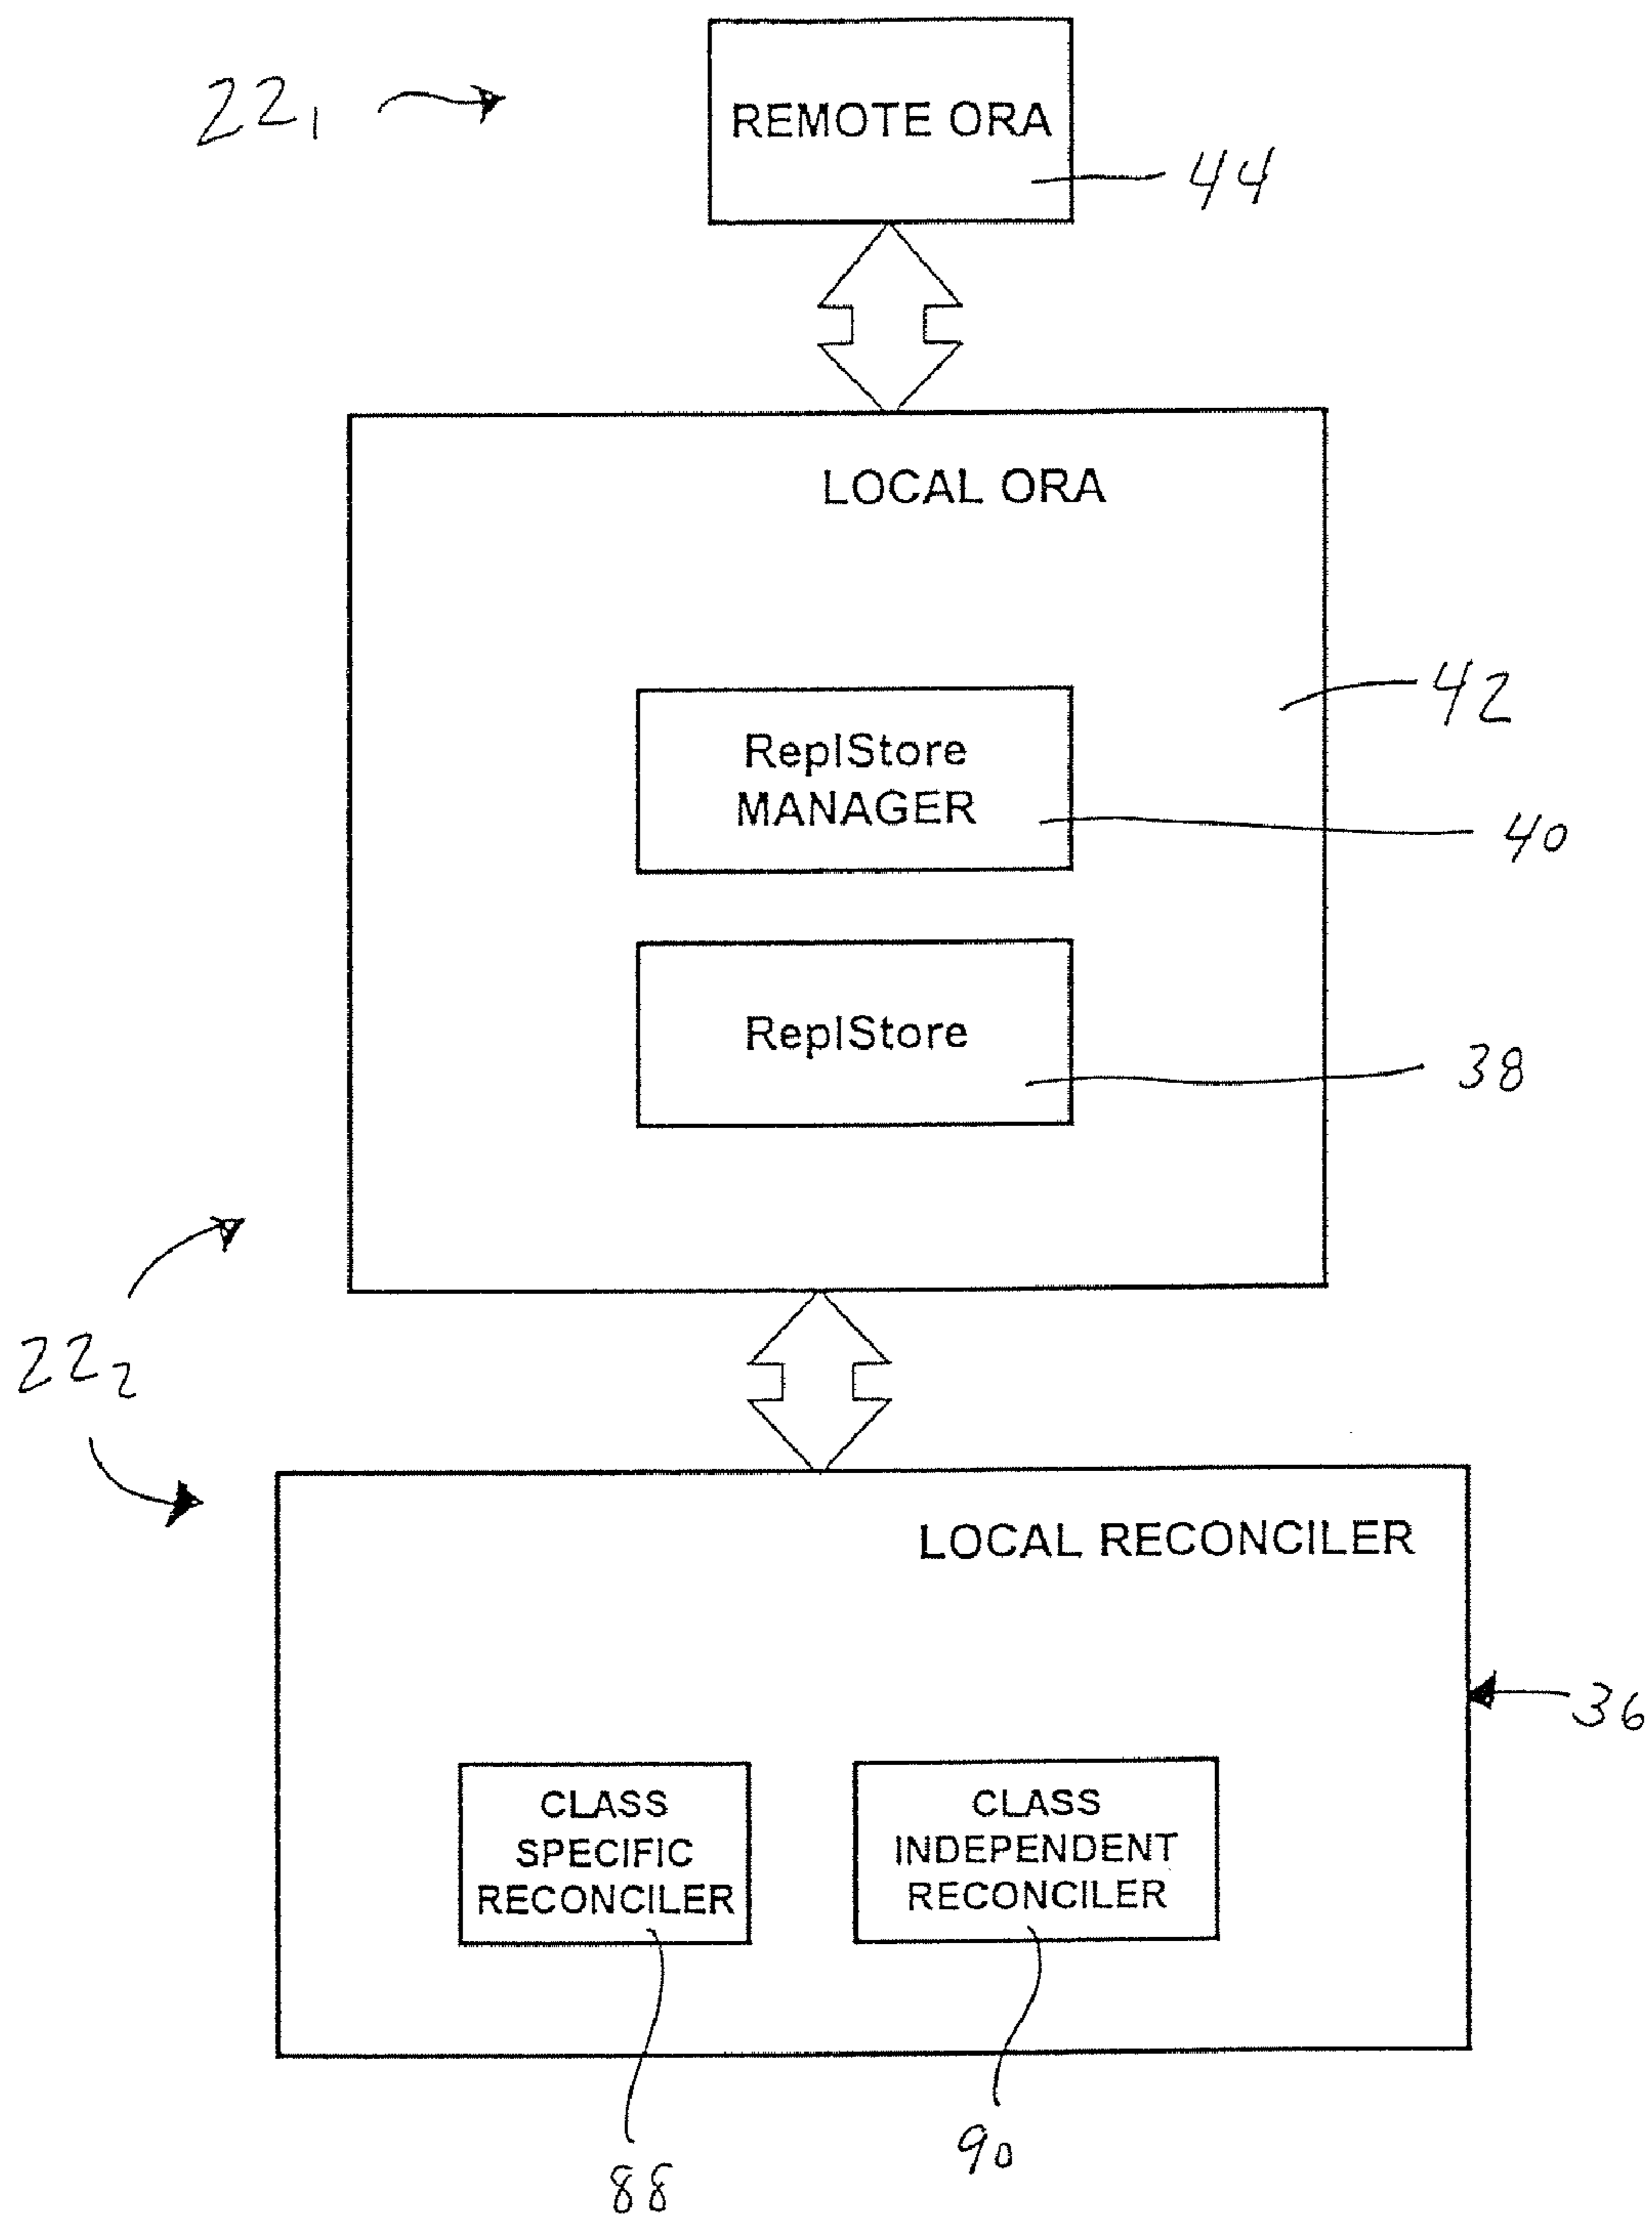 22₁
REMOTE ORA
44
LOCAL ORA
42
ReplStore
MANAGER
40
ReplStore
38
22₂
LOCAL RECONCILER
36
CLASS
SPECIFIC
RECONCILER
CLASS
INDEPENDENT
RECONCILER
88
90